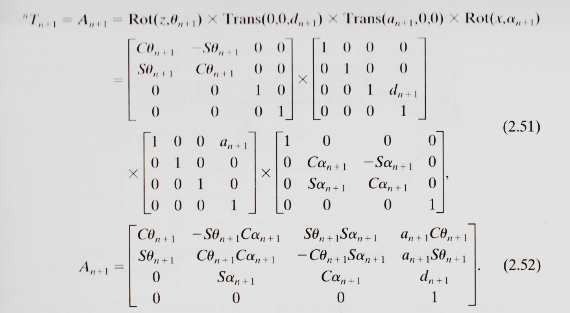 ⁿTₙ₊₁ = Aₙ₊₁ = Rot(z,θₙ₊₁) × Trans(0,0,dₙ₊₁) × Trans(aₙ₊₁,0,0) × Rot(x,αₙ₊₁)
= [Cθₙ₊₁ −Sθₙ₊₁ 0 0; Sθₙ₊₁ Cθₙ₊₁ 0 0; 0 0 1 0; 0 0 0 1] × [1 0 0 0; 0 1 0 0; 0 0 1 dₙ₊₁; 0 0 0 1]
(2.51)
× [1 0 0 aₙ₊₁; 0 1 0 0; 0 0 1 0; 0 0 0 1] × [1 0 0 0; 0 Cαₙ₊₁ −Sαₙ₊₁ 0; 0 Sαₙ₊₁ Cαₙ₊₁ 0; 0 0 0 1],
Aₙ₊₁ = [Cθₙ₊₁ −Sθₙ₊₁Cαₙ₊₁ Sθₙ₊₁Sαₙ₊₁ aₙ₊₁Cθₙ₊₁; Sθₙ₊₁ Cθₙ₊₁Cαₙ₊₁ −Cθₙ₊₁Sαₙ₊₁ aₙ₊₁Sθₙ₊₁; 0 Sαₙ₊₁ Cαₙ₊₁ dₙ₊₁; 0 0 0 1]. (2.52)